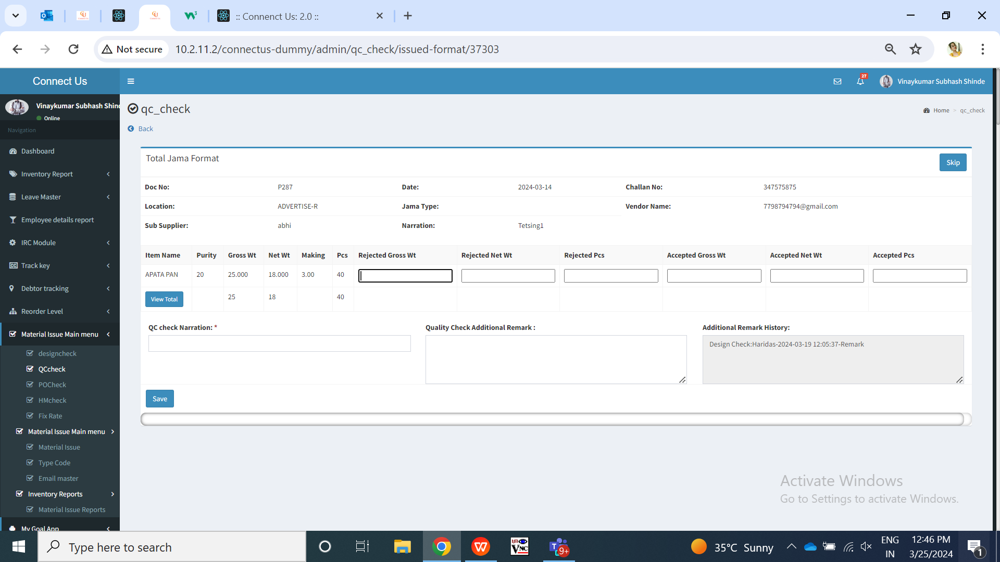 :: Connenct Us: 2.0 ::
Not secure 10.2.11.2/connectus-dummy/admin/qc_check/issued-format/37303
Connect Us
27
Vinaykumar Subhash Shinde
Vinaykumar Subhash Shind
Online
Navigation
Dashboard
Inventory Report
Leave Master
Employee details report
IRC Module
Track key
Debtor tracking
Reorder Level
Material Issue Main menu
designcheck
QCcheck
POCheck
HMcheck
Fix Rate
Material Issue Main menu
Material Issue
Type Code
Email master
Inventory Reports
Material Issue Reports
My Goal App
qc_check
Home > qc_check
Back
Total Jama Format
Skip
Doc No: P287 Date: 2024-03-14 Challan No: 347575875
Location: ADVERTISE-R Jama Type: Vendor Name: 7798794794@gmail.com
Sub Supplier: abhi Narration: Tetsing1
Item Name Purity Gross Wt Net Wt Making Pcs Rejected Gross Wt Rejected Net Wt Rejected Pcs Accepted Gross Wt Accepted Net Wt Accepted Pcs
APATA PAN 20 25.000 18.000 3.00 40
View Total 25 18 40
QC check Narration: * Quality Check Additional Remark : Additional Remark History:
Design Check:Haridas-2024-03-19 12:05:37-Remark
Save
Activate Windows
Go to Settings to activate Windows.
Type here to search
9+
35°C Sunny
ENG
IN
12:46 PM
3/25/2024
1